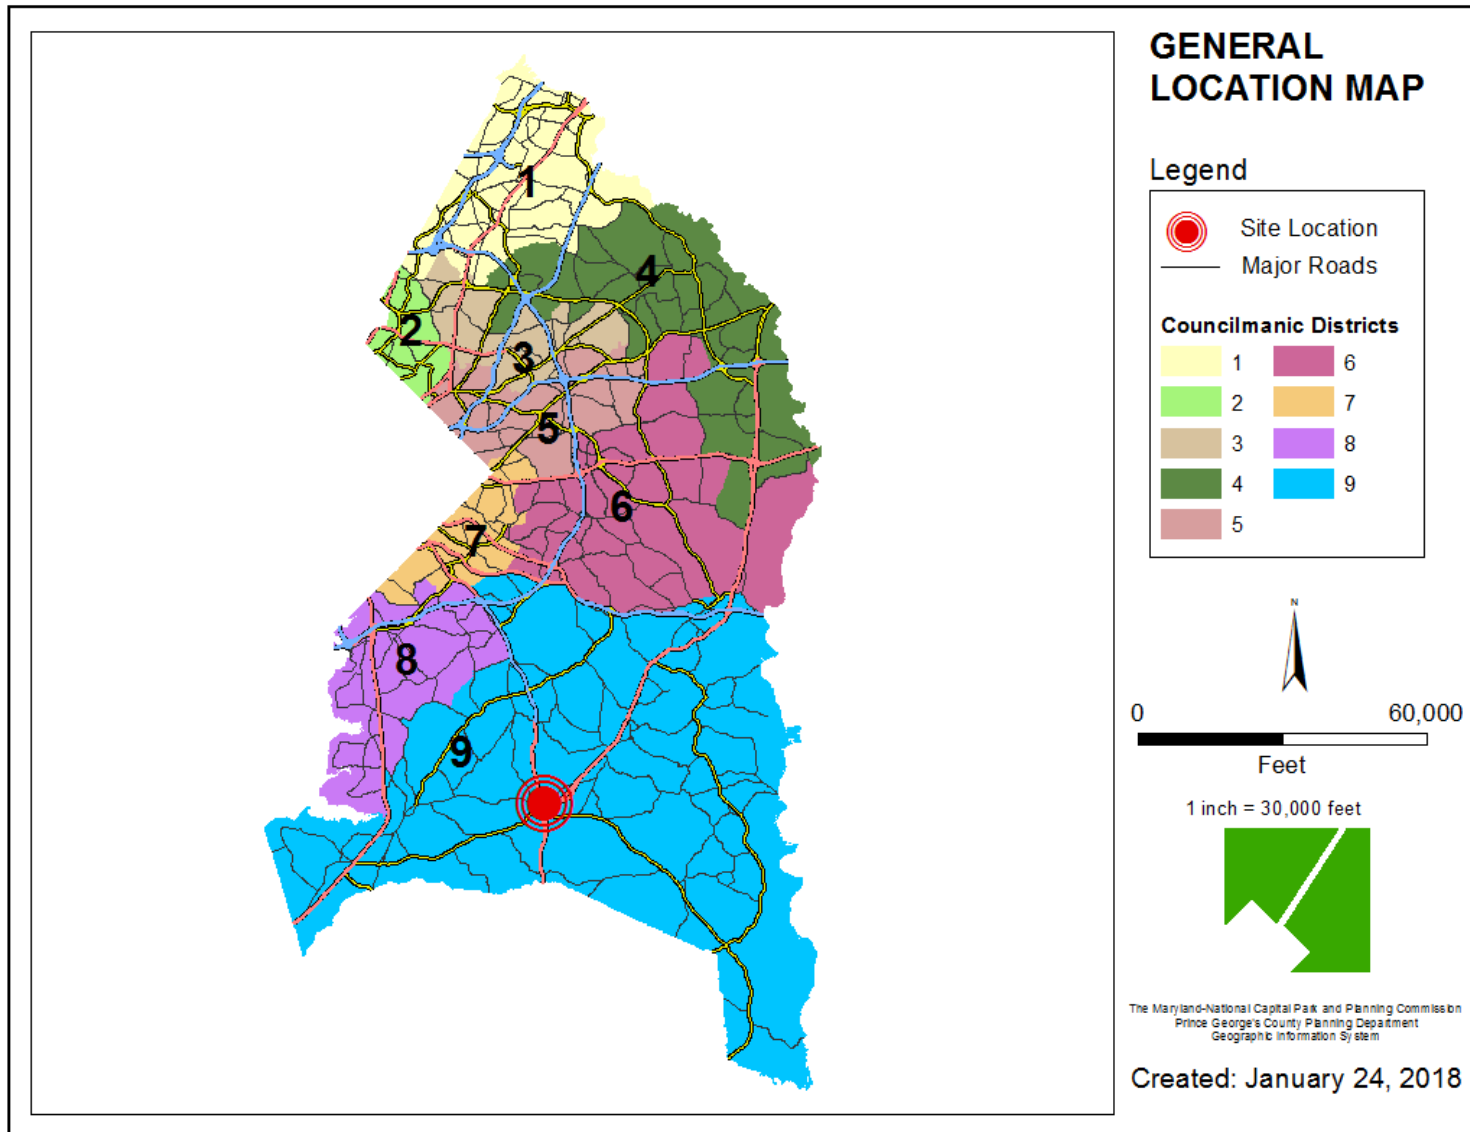 GENERAL
LOCATION MAP
Legend
Site Location
Major Roads
Councilmanic Districts
1 6
2 7
3 8
4 9
5
N
0 60,000
Feet
1 inch = 30,000 feet
The Maryland-National Capital Park and Planning Commission
Prince George's County Planning Department
Geographic Information System
Created: January 24, 2018
1
4
2
3
5
6
7
8
9